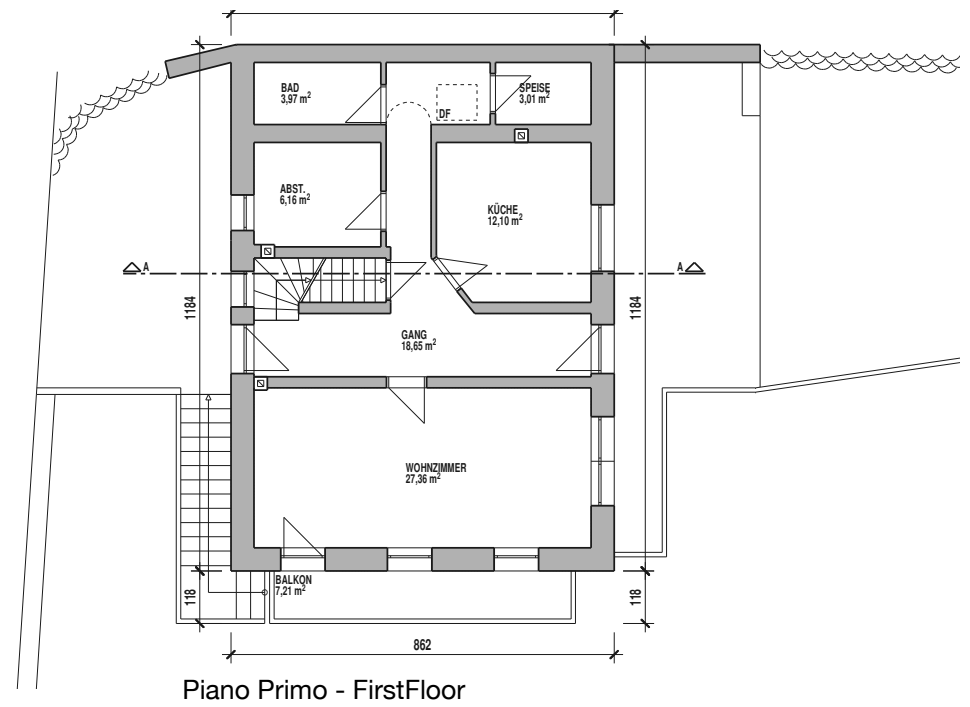 BAD
3,97 m²
SPEISE
3,01 m²
DF
ABST.
6,16 m²
KÜCHE
12,10 m²
A
A
1184
1184
GANG
18,65 m²
WOHNZIMMER
27,36 m²
BALKON
7,21 m²
118
118
862
Piano Primo - FirstFloor